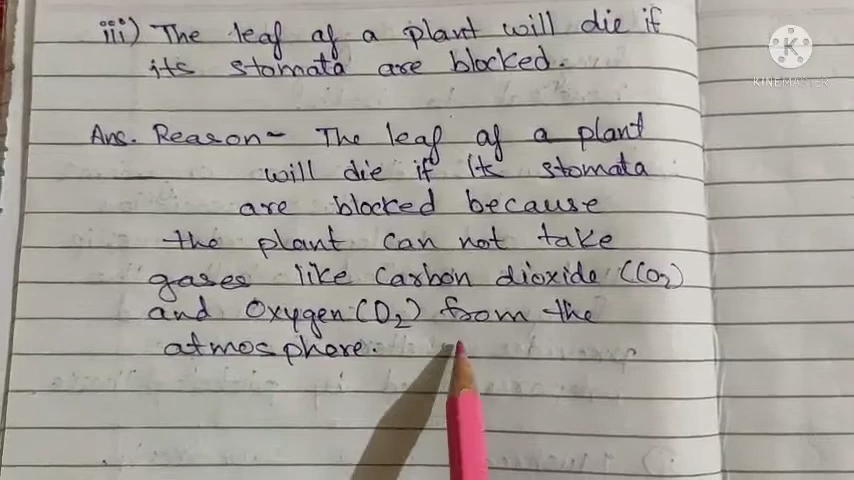 iii) The leaf of a plant will die if
its stomata are blocked.
Ans. Reason~ The leaf of a plant
will die if its stomata
are blocked because
the plant can not take
gases like Carbon dioxide (CO₂)
and Oxygen (O₂) from the
atmosphere.
K
KINEMASTER